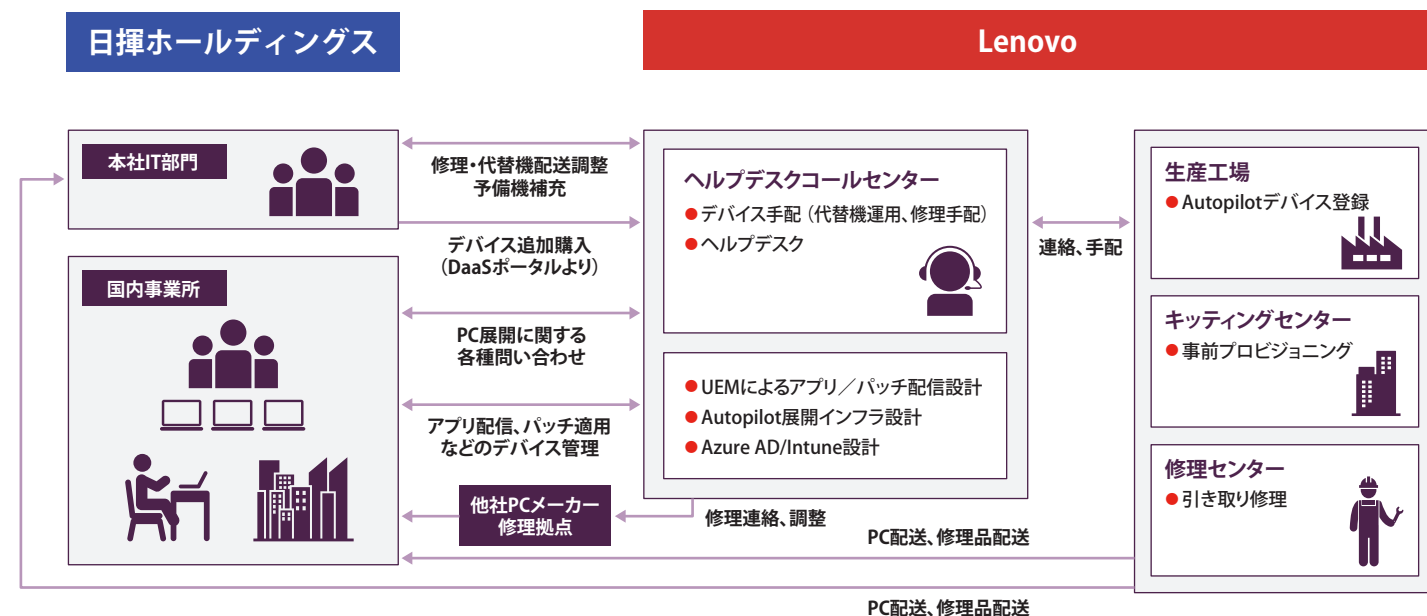 日揮ホールディングス
Lenovo
本社IT部門
国内事業所
修理・代替機配送調整
予備機補充
デバイス追加購入
（DaaSポータルより）
PC展開に関する
各種問い合わせ
アプリ配信、パッチ適用
などのデバイス管理
他社PCメーカー
修理拠点
修理連絡、調整
ヘルプデスクコールセンター
●デバイス手配（代替機運用、修理手配）
●ヘルプデスク
●UEMによるアプリ／パッチ配信設計
●Autopilot展開インフラ設計
●Azure AD/Intune設計
連絡、手配
生産工場
●Autopilotデバイス登録
キッティングセンター
●事前プロビジョニング
修理センター
●引き取り修理
PC配送、修理品配送
PC配送、修理品配送